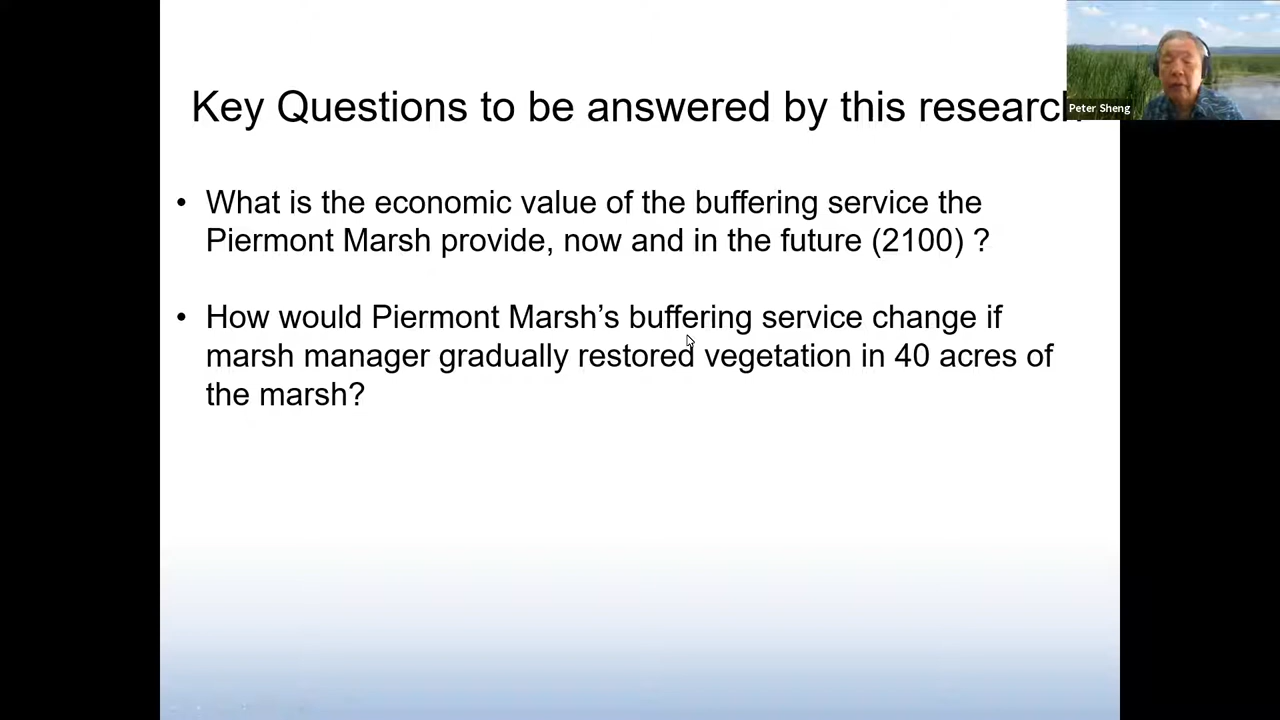 Key Questions to be answered by this research
• What is the economic value of the buffering service the
Piermont Marsh provide, now and in the future (2100) ?
• How would Piermont Marsh’s buffering service change if
marsh manager gradually restored vegetation in 40 acres of
the marsh?
Peter Sheng